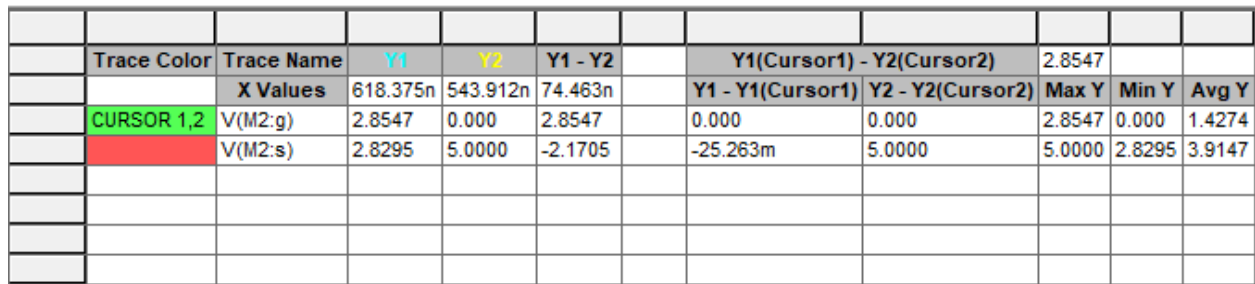 Trace Color Trace Name Y1 Y2 Y1 - Y2 Y1(Cursor1) - Y2(Cursor2) 2.8547
X Values 618.375n 543.912n 74.463n Y1 - Y1(Cursor1) Y2 - Y2(Cursor2) Max Y Min Y Avg Y
CURSOR 1,2 V(M2:g) 2.8547 0.000 2.8547 0.000 0.000 2.8547 0.000 1.4274
V(M2:s) 2.8295 5.0000 -2.1705 -25.263m 5.0000 5.0000 2.8295 3.9147